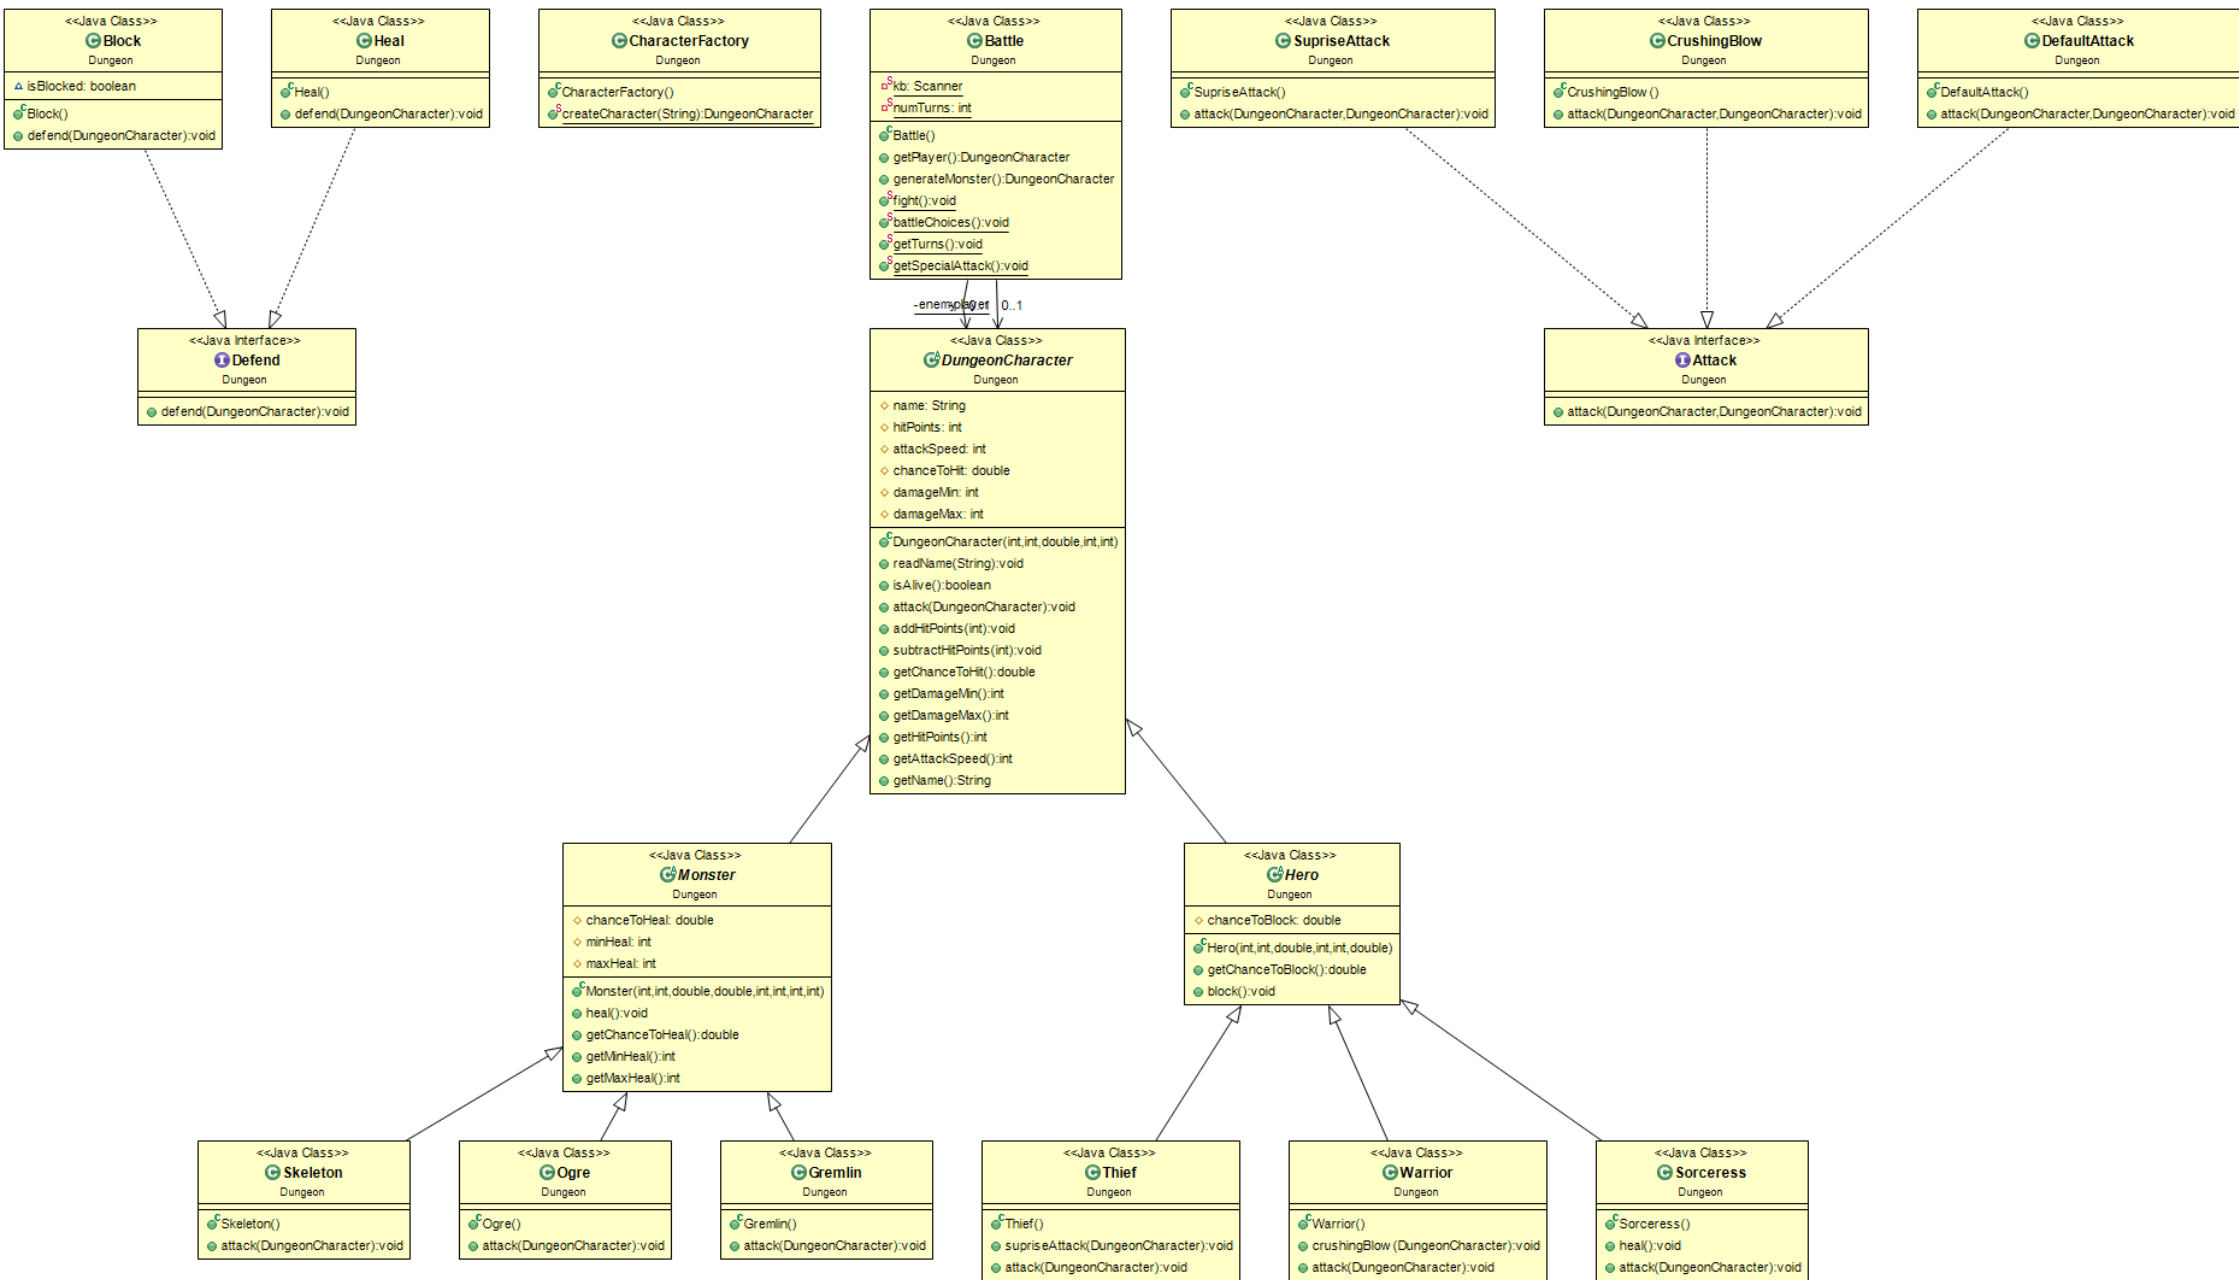 <<Java Class>>
Block
Dungeon
isBlocked: boolean
Block()
defend(DungeonCharacter):void
<<Java Class>>
Heal
Dungeon
Heal()
defend(DungeonCharacter):void
<<Java Class>>
CharacterFactory
Dungeon
CharacterFactory()
createCharacter(String):DungeonCharacter
<<Java Class>>
Battle
Dungeon
kb: Scanner
numTurns: int
Battle()
getPlayer():DungeonCharacter
generateMonster():DungeonCharacter
fight():void
battleChoices():void
getTurns():void
getSpecialAttack():void
<<Java Class>>
SupriseAttack
Dungeon
SupriseAttack()
attack(DungeonCharacter,DungeonCharacter):void
<<Java Class>>
CrushingBlow
Dungeon
CrushingBlow()
attack(DungeonCharacter,DungeonCharacter):void
<<Java Class>>
DefaultAttack
Dungeon
DefaultAttack()
attack(DungeonCharacter,DungeonCharacter):void
0..1
<<Java Interface>>
Defend
Dungeon
defend(DungeonCharacter):void
<<Java Class>>
DungeonCharacter
Dungeon
name: String
hitPoints: int
attackSpeed: int
chanceToHit: double
damageMin: int
damageMax: int
DungeonCharacter(int,int,double,int,int)
readName(String):void
isAlive():boolean
attack(DungeonCharacter):void
addHitPoints(int):void
subtractHitPoints(int):void
getChanceToHit():double
getDamageMin():int
getDamageMax():int
getHitPoints():int
getAttackSpeed():int
getName():String
<<Java Interface>>
Attack
Dungeon
attack(DungeonCharacter,DungeonCharacter):void
<<Java Class>>
Monster
Dungeon
chanceToHeal: double
minHeal: int
maxHeal: int
Monster(int,int,double,double,int,int,int,int)
heal():void
getChanceToHeal():double
getMinHeal():int
getMaxHeal():int
<<Java Class>>
Hero
Dungeon
chanceToBlock: double
Hero(int,int,double,int,int,double)
getChanceToBlock():double
block():void
<<Java Class>>
Skeleton
Dungeon
Skeleton()
attack(DungeonCharacter):void
<<Java Class>>
Ogre
Dungeon
Ogre()
attack(DungeonCharacter):void
<<Java Class>>
Gremlin
Dungeon
Gremlin()
attack(DungeonCharacter):void
<<Java Class>>
Thief
Dungeon
Thief()
supriseAttack(DungeonCharacter):void
attack(DungeonCharacter):void
<<Java Class>>
Warrior
Dungeon
Warrior()
crushingBlow(DungeonCharacter):void
attack(DungeonCharacter):void
<<Java Class>>
Sorceress
Dungeon
Sorceress()
heal():void
attack(DungeonCharacter):void